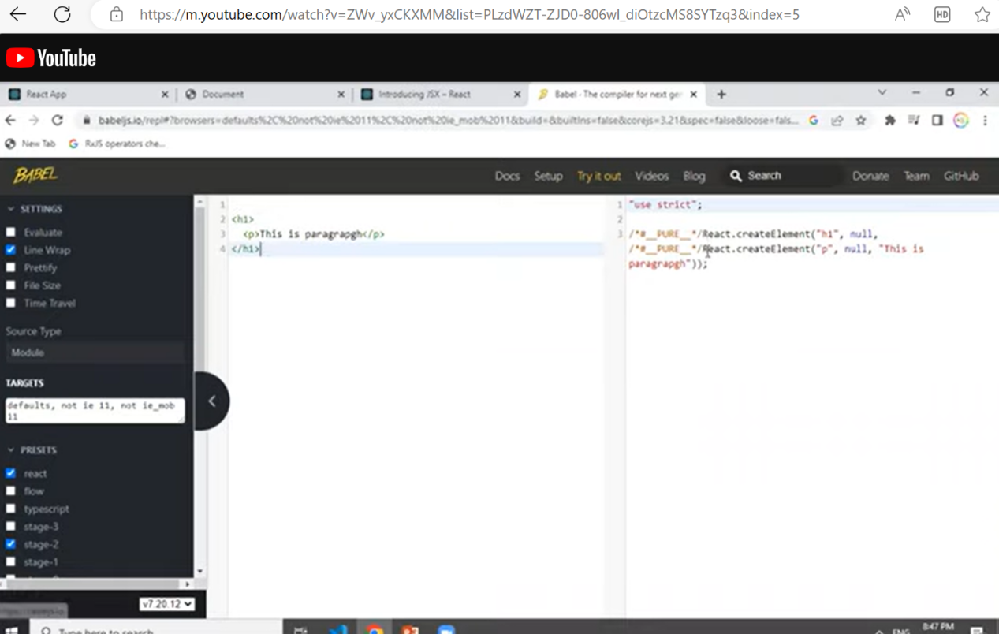 https://m.youtube.com/watch?v=ZWv_yxCKXMM&list=PLzdWZT-ZJD0-806wl_diOtzcMS8SYTzq3&index=5
HD
YouTube
React App
Document
Introducing JSX – React
Babel - The compiler for next ger
babeljs.io/repl#?browsers=defaults%2C%20not%20ie%2011%2C%20not%20ie_mob%2011&build=&builtIns=false&corejs=3.21&spec=false&loose=fals...
New Tab
RxJS operators che...
BABEL
Docs
Setup
Try it out
Videos
Blog
Search
Donate
Team
GitHub
SETTINGS
Evaluate
Line Wrap
Prettify
File Size
Time Travel
Source Type
Module
TARGETS
defaults, not ie 11, not ie_mob
11
PRESETS
react
flow
typescript
stage-3
stage-2
stage-1
v7.20.12
1
2 <h1>
3 <p>This is paragrapgh</p>
4 </h1>
1 "use strict";
2
3 /*#__PURE__*/React.createElement("h1", null,
/*#__PURE__*/React.createElement("p", null, "This is
paragrapgh"));
Type here to search
ENG
8:47 PM